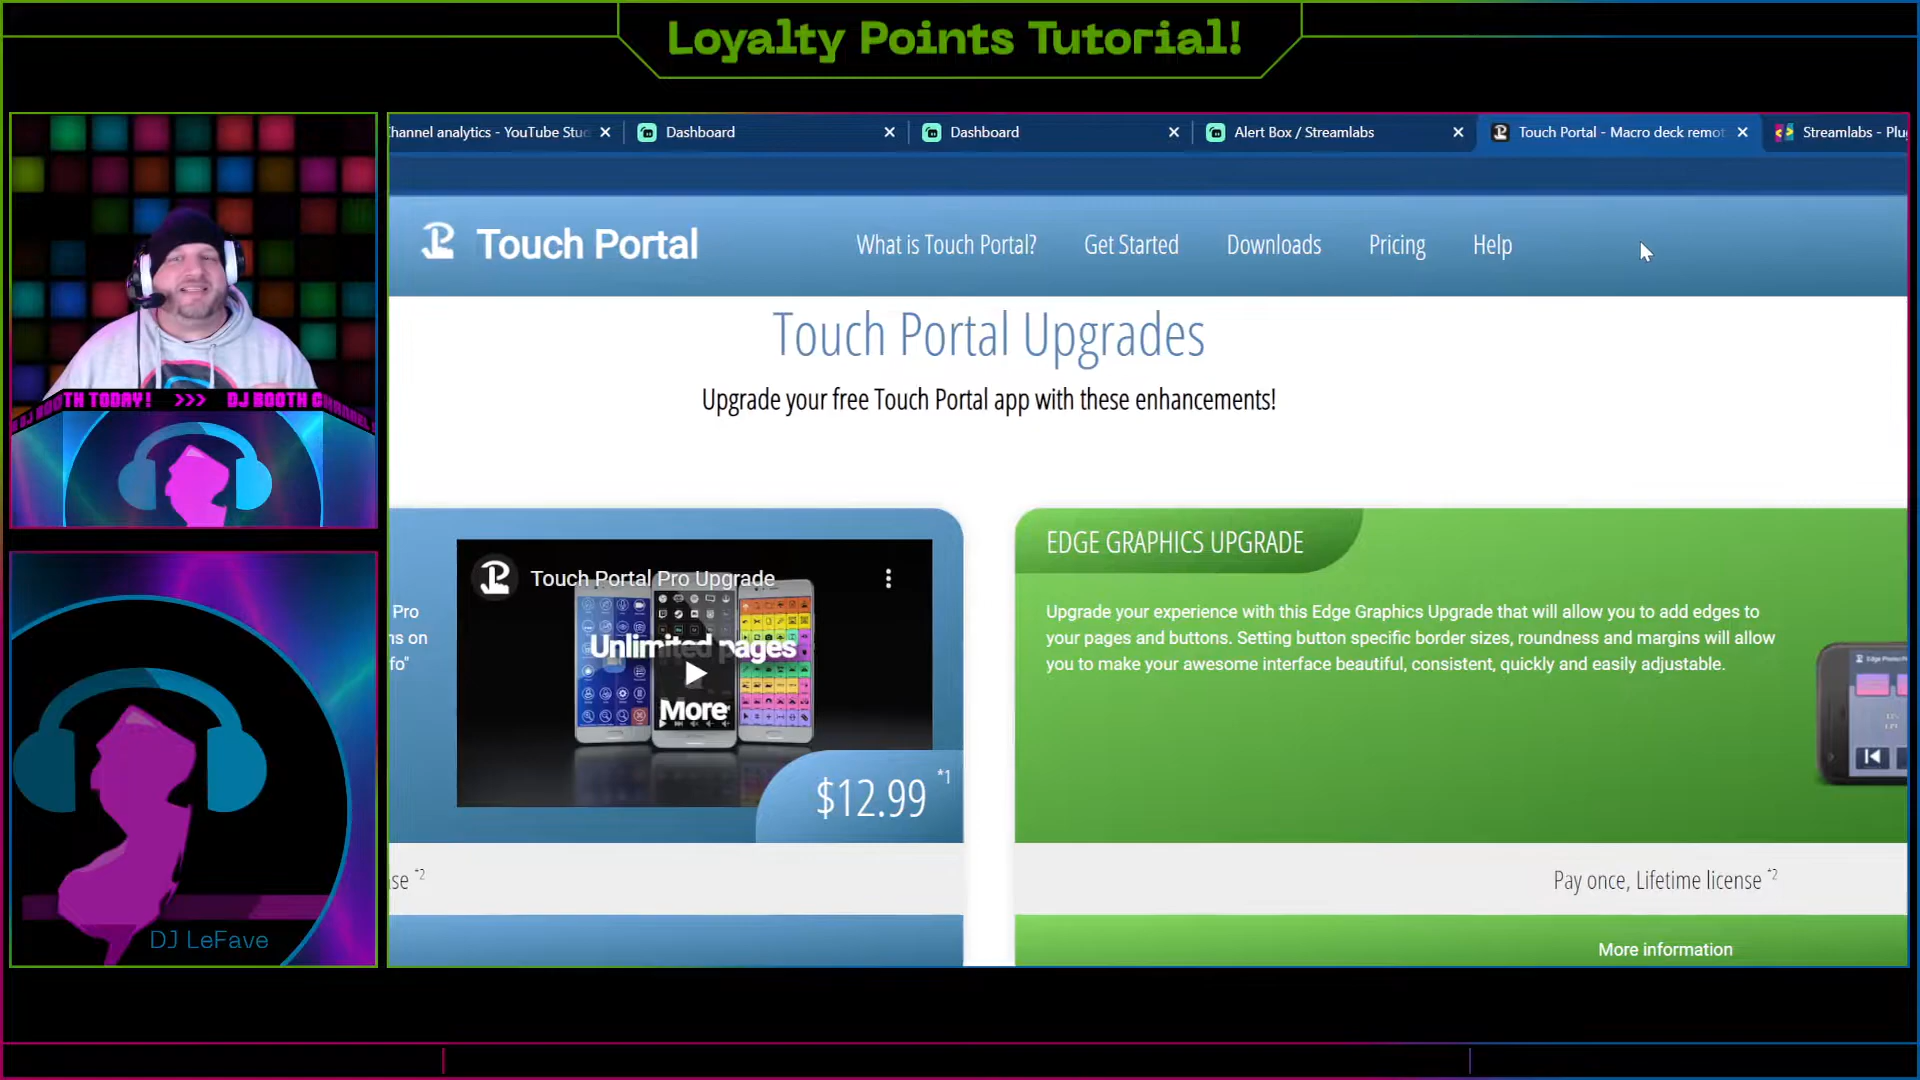 Loyalty Points Tutorial!
Channel analytics - YouTube Stu
Dashboard
Dashboard
Alert Box / Streamlabs
Touch Portal - Macro deck remot
Streamlabs - Plu
Touch Portal
What is Touch Portal?
Get Started
Downloads
Pricing
Help
Touch Portal Upgrades
Upgrade your free Touch Portal app with these enhancements!
TH TODAY! >>> DJ BOOTH C
Pro
ns on
fo"
Touch Portal Pro Upgrade
Unlimited pages
More
$12.99 *1
se *2
EDGE GRAPHICS UPGRADE
Upgrade your experience with this Edge Graphics Upgrade that will allow you to add edges to
your pages and buttons. Setting button specific border sizes, roundness and margins will allow
you to make your awesome interface beautiful, consistent, quickly and easily adjustable.
Pay once, Lifetime license *2
More information
DJ LeFave